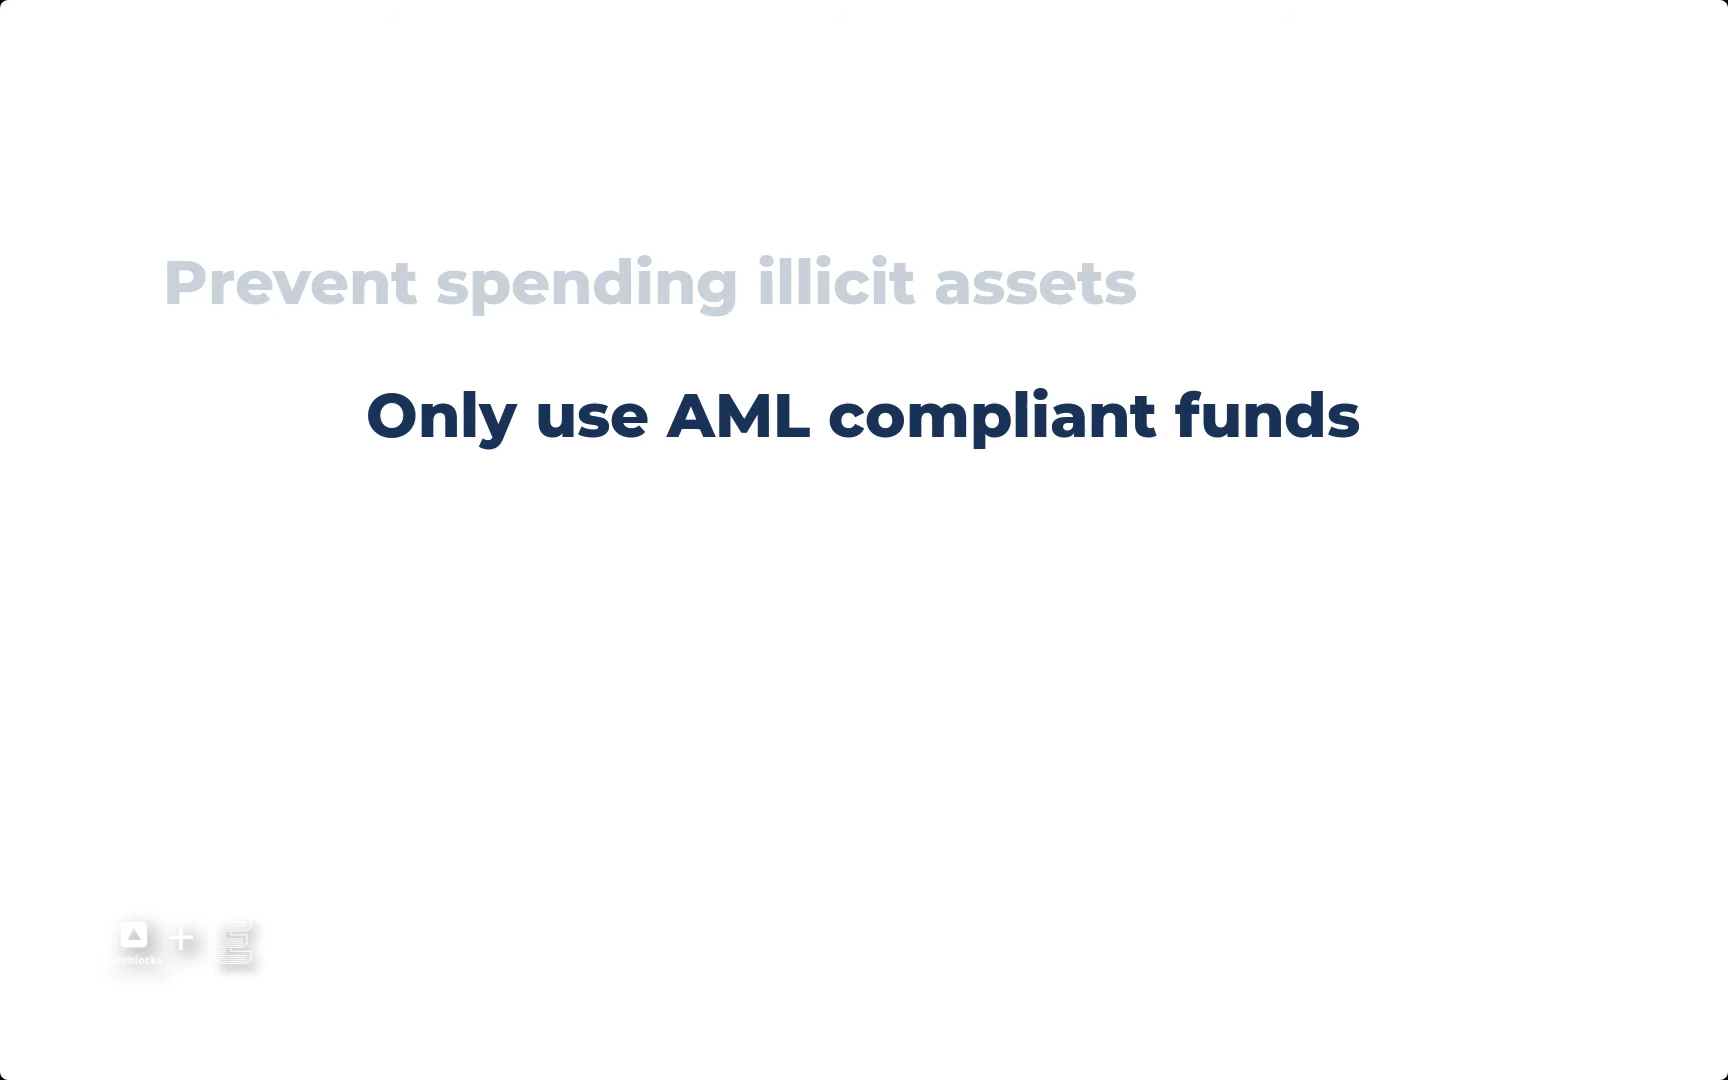 Prevent spending illicit assets
Only use AML compliant funds